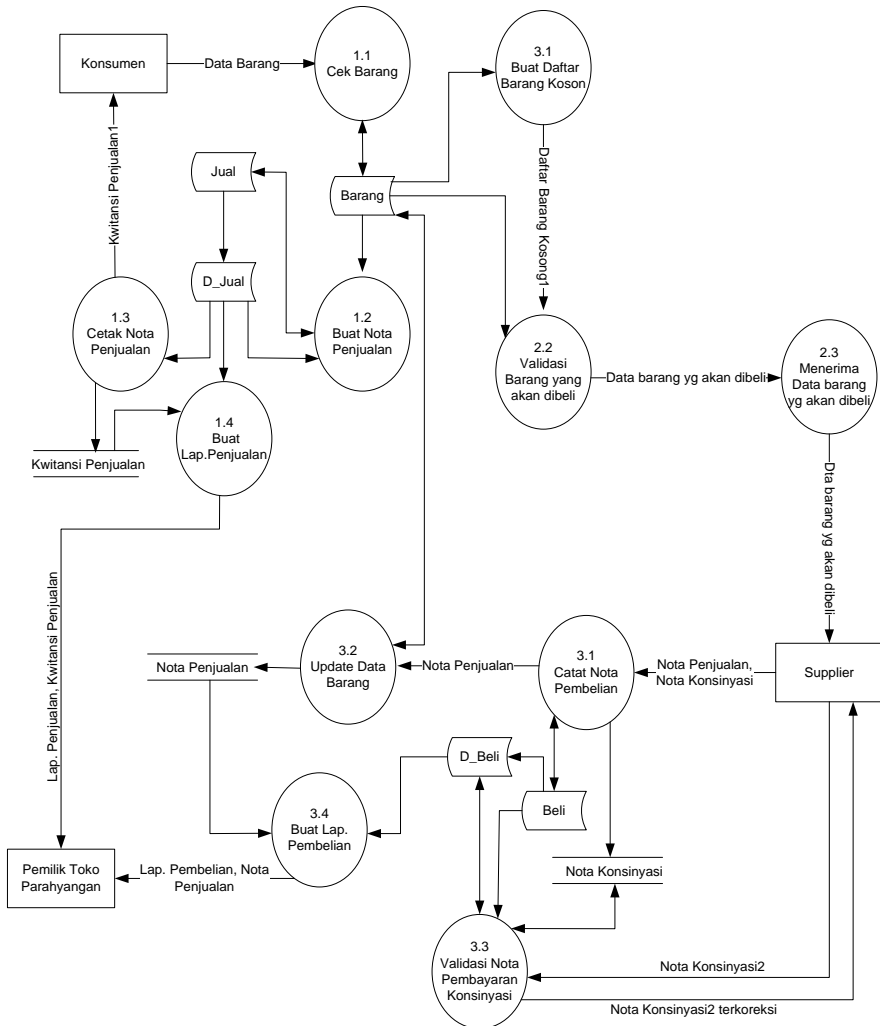 Konsumen
Data Barang
1.1
Cek Barang
3.1
Buat Daftar
Barang Koson
Kwitansi Penjualan1
Jual
Barang
Daftar Barang Kosong1
D_Jual
1.3
Cetak Nota
Penjualan
1.2
Buat Nota
Penjualan
2.2
Validasi
Barang yang
akan dibeli
Data barang yg akan dibeli
2.3
Menerima
Data barang
yg akan dibeli
1.4
Buat
Lap.Penjualan
Kwitansi Penjualan
Dta barang yg akan dibeli
Lap. Penjualan, Kwitansi Penjualan
Nota Penjualan
3.2
Update Data
Barang
Nota Penjualan
3.1
Catat Nota
Pembelian
Nota Penjualan,
Nota Konsinyasi
Supplier
D_Beli
Beli
3.4
Buat Lap.
Pembelian
Pemilik Toko
Parahyangan
Lap. Pembelian, Nota
Penjualan
Nota Konsinyasi
3.3
Validasi Nota
Pembayaran
Konsinyasi
Nota Konsinyasi2
Nota Konsinyasi2 terkoreksi